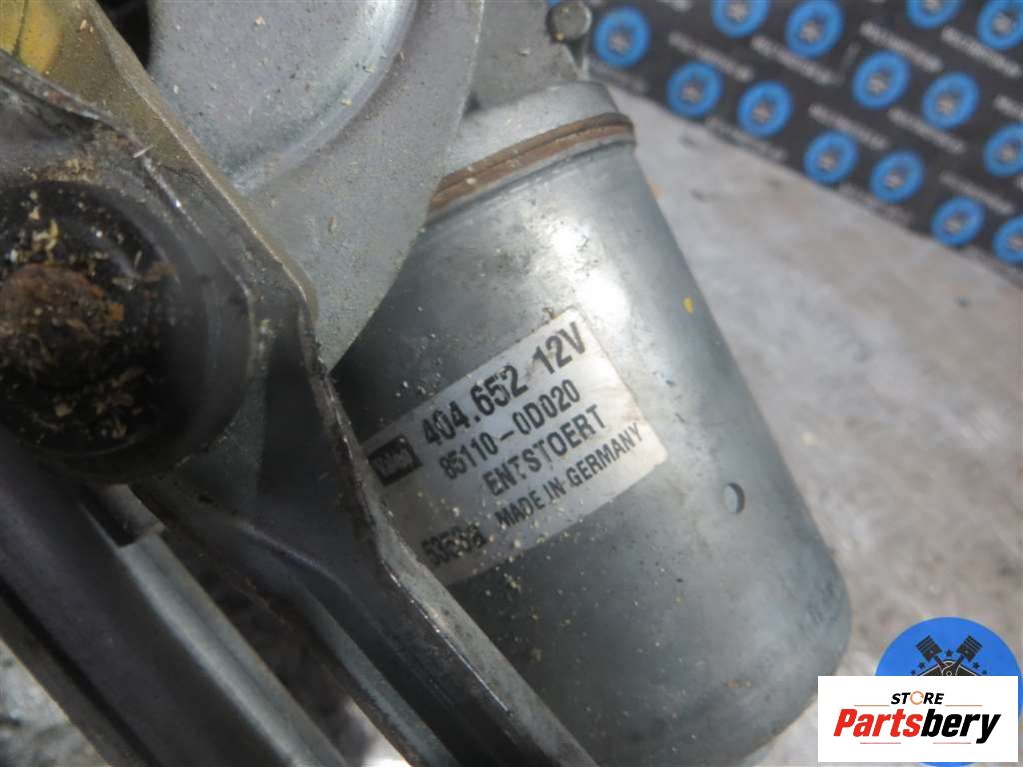 404.652 12V
85110-0D020
ENTSTOERT
MADE IN GERMANY
STORE
Partsbery